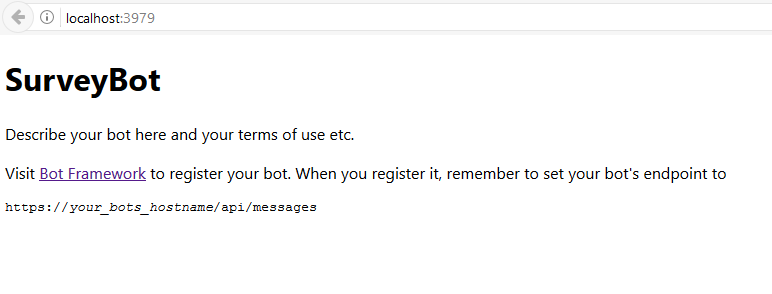 localhost:3979
SurveyBot
Describe your bot here and your terms of use etc.
Visit Bot Framework to register your bot. When you register it, remember to set your bot's endpoint to
https://your_bots_hostname/api/messages